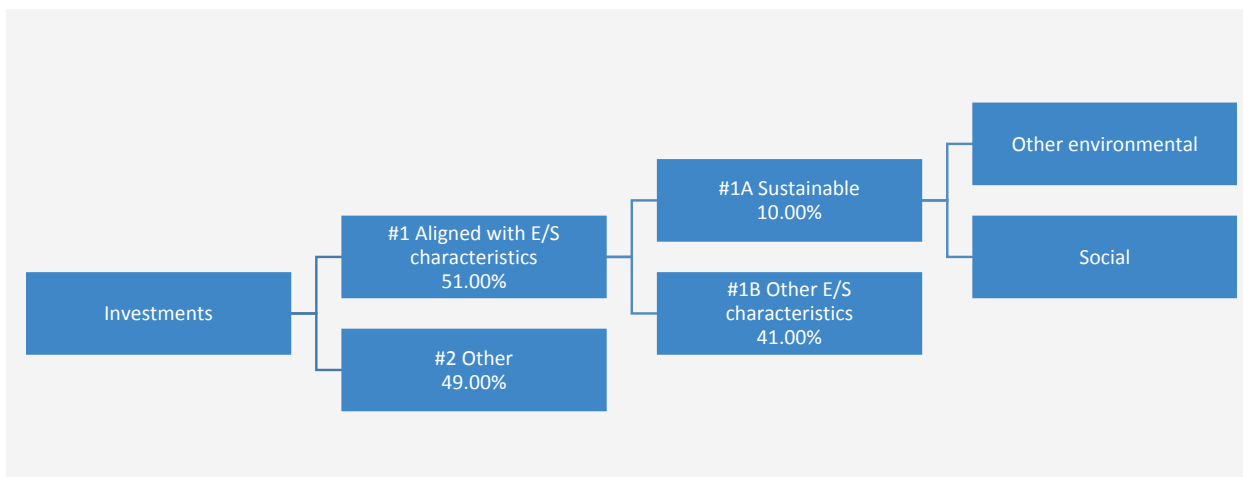 Investments
#1 Aligned with E/S
characteristics
51.00%
#2 Other
49.00%
#1A Sustainable
10.00%
#1B Other E/S
characteristics
41.00%
Other environmental
Social